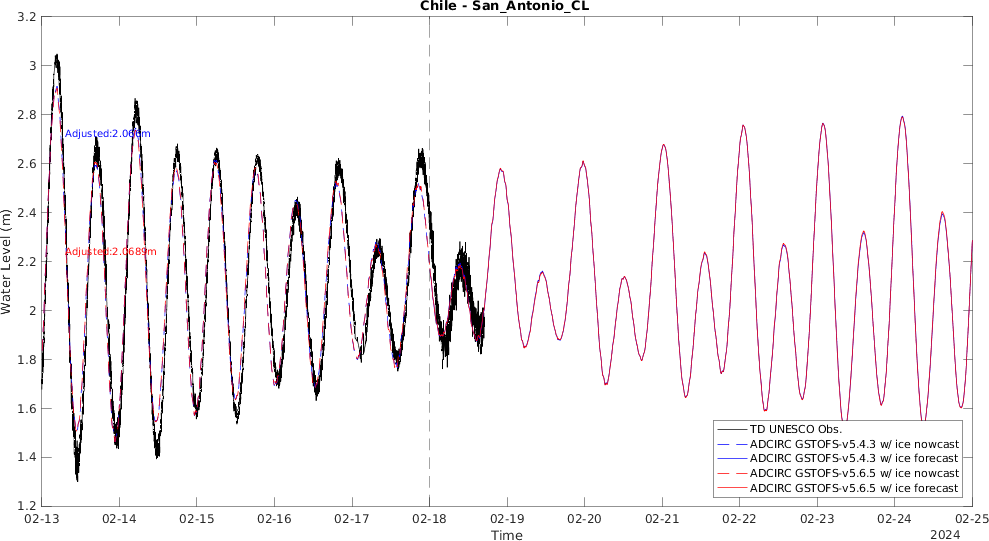 Chile - San_Antonio_CL
3.2
3
2.8
2.6
2.4
2.2
2
1.8
1.6
1.4
1.2
Water Level (m)
Adjusted:2.066m
Adjusted:2.0689m
TD UNESCO Obs.
ADCIRC GSTOFS-v5.4.3 w/ ice nowcast
ADCIRC GSTOFS-v5.4.3 w/ ice forecast
ADCIRC GSTOFS-v5.6.5 w/ ice nowcast
ADCIRC GSTOFS-v5.6.5 w/ ice forecast
02-13 02-14 02-15 02-16 02-17 02-18 02-19 02-20 02-21 02-22 02-23 02-24 02-25
Time
2024